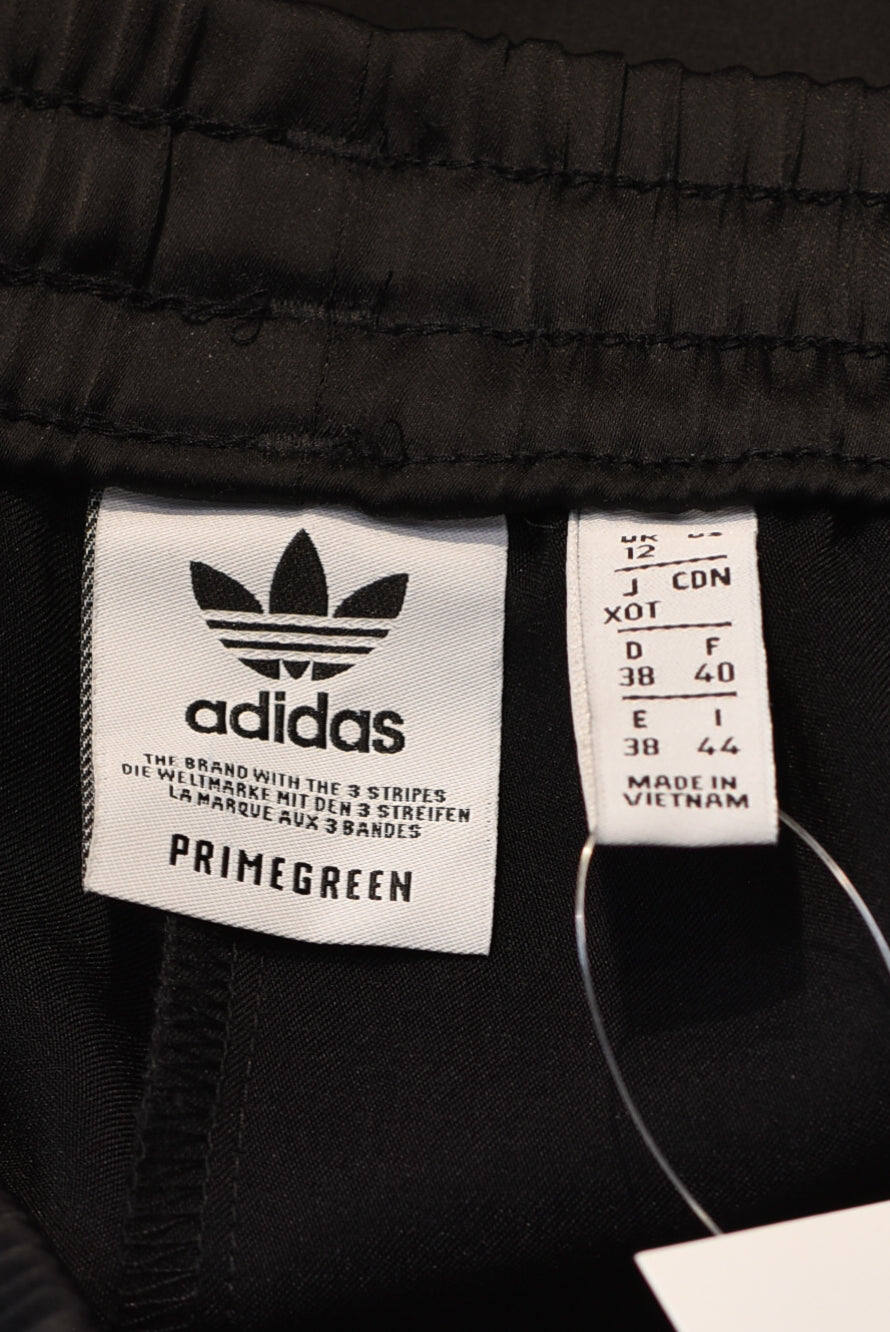 adidas
THE BRAND WITH THE 3 STRIPES
DIE WELTMARKE MIT DEN 3 STREIFEN
LA MARQUE AUX 3 BANDES
PRIMEGREEN
UK
12
J CDN
XOT
D F
38 40
E I
38 44
MADE IN
VIETNAM